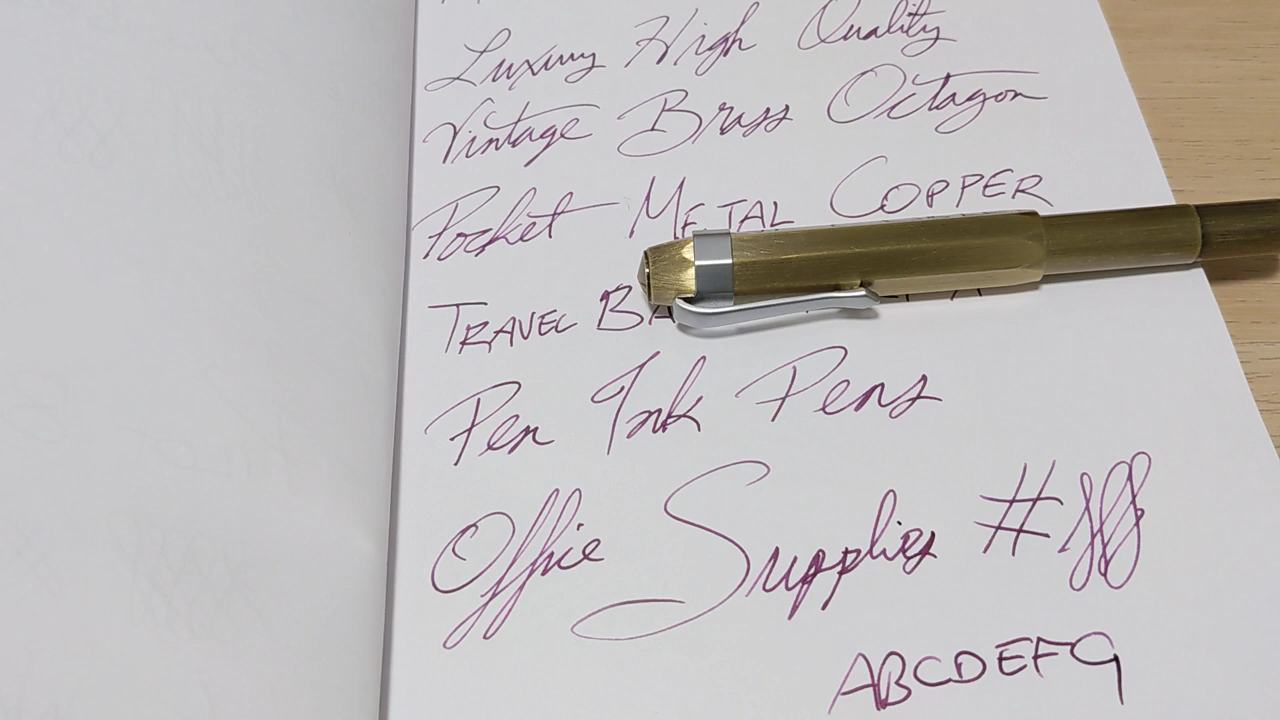 Luxury High Quality
Vintage Brass Octagon
Pocket METAL COPPER
TRAVEL
Pen Ink Pens
Office Supplies #
ABCDEFG